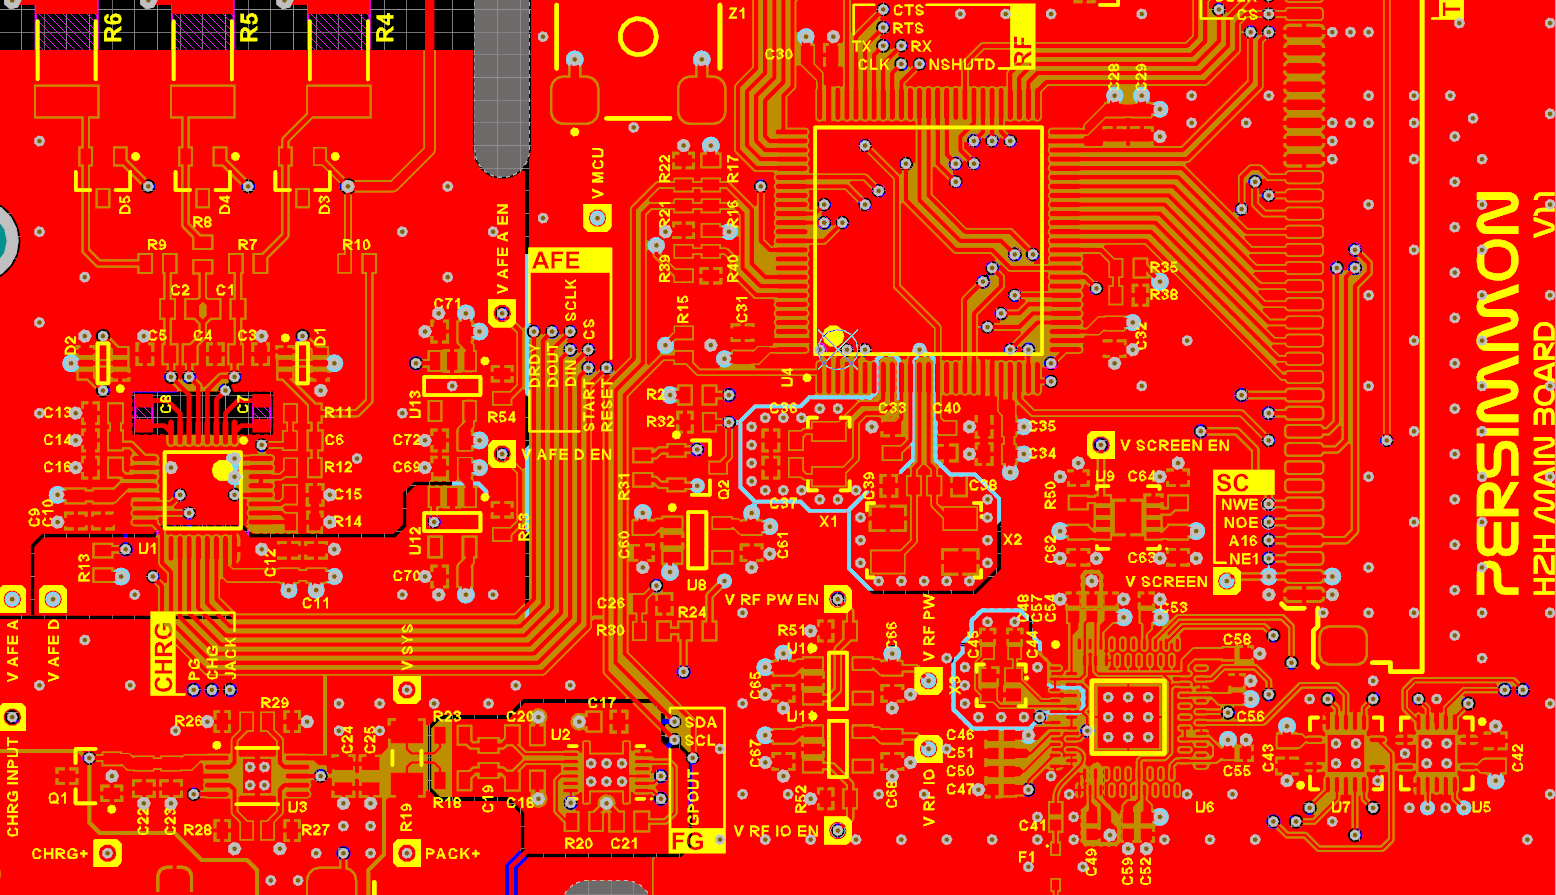 R6
R5
R4
Z1
C30
CTS
RTS
TX
RX
CLK
NSHUTD
RF
CS
T
C28
C29
D5
D4
D3
R8
R9
R7
R10
C2
C1
C5
C4
C3
D2
D1
V MCU
R22
R17
R21
R16
R39
R40
R15
C31
R35
R38
C32
V AFE A EN
AFE
SCLK
CS
DRDY
DOUT
DIN
START
RESET
C71
U13
R54
C72
C69
V AFE D EN
U12
R53
C70
C8
C7
C13
C14
C16
C10
C9
R11
C6
R12
C15
R14
U1
R13
C12
C11
U4
R32
R31
Q2
C36
C33
C40
C35
C34
C37
C39
C38
X1
X2
C60
C61
U8
C26
R30
R24
V SCREEN EN
R50
U9
C64
C62
C63
SC
NWE
NOE
A16
NE1
V SCREEN
PERSIMMON
H2H MAIN BOARD V11
V AFE A
V AFE D
CHRG
PG
CHG
JACK
V SYS
V RF PW EN
R51
C66
C65
V RF PW
C67
C68
R52
V RF IO
V RF IO EN
C45
C44
C48
C47
C54
C53
X3
C58
C56
C55
C46
C51
C50
C47
U6
C41
F1
C49
C59
C52
C43
U7
U5
C42
CHRG INPUT
Q1
R26
R29
C22
C23
R28
R27
U3
C24
C25
R19
R23
R18
C20
C19
C18
U2
C17
R20
C21
SDA
SCL
GPOUT
FG
CHRG+
PACK+